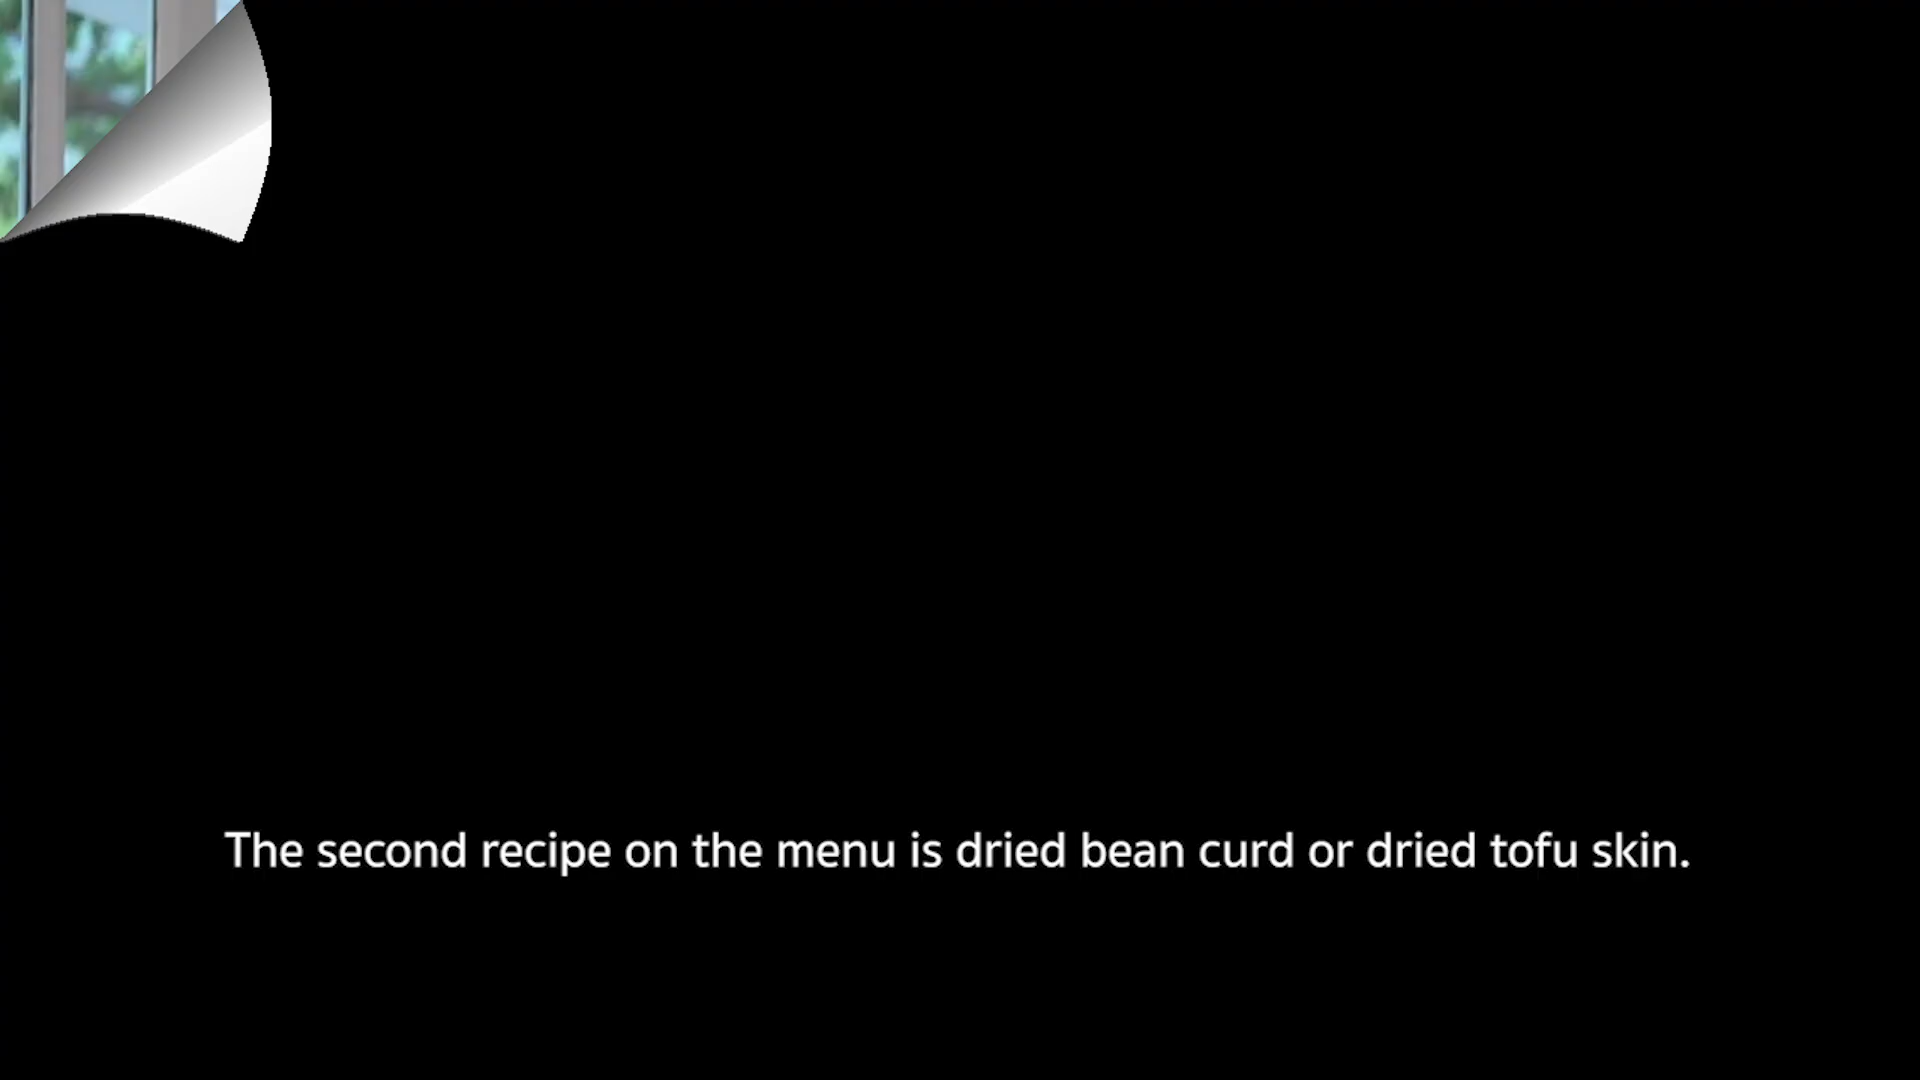 The second recipe on the menu is dried bean curd or dried tofu skin.